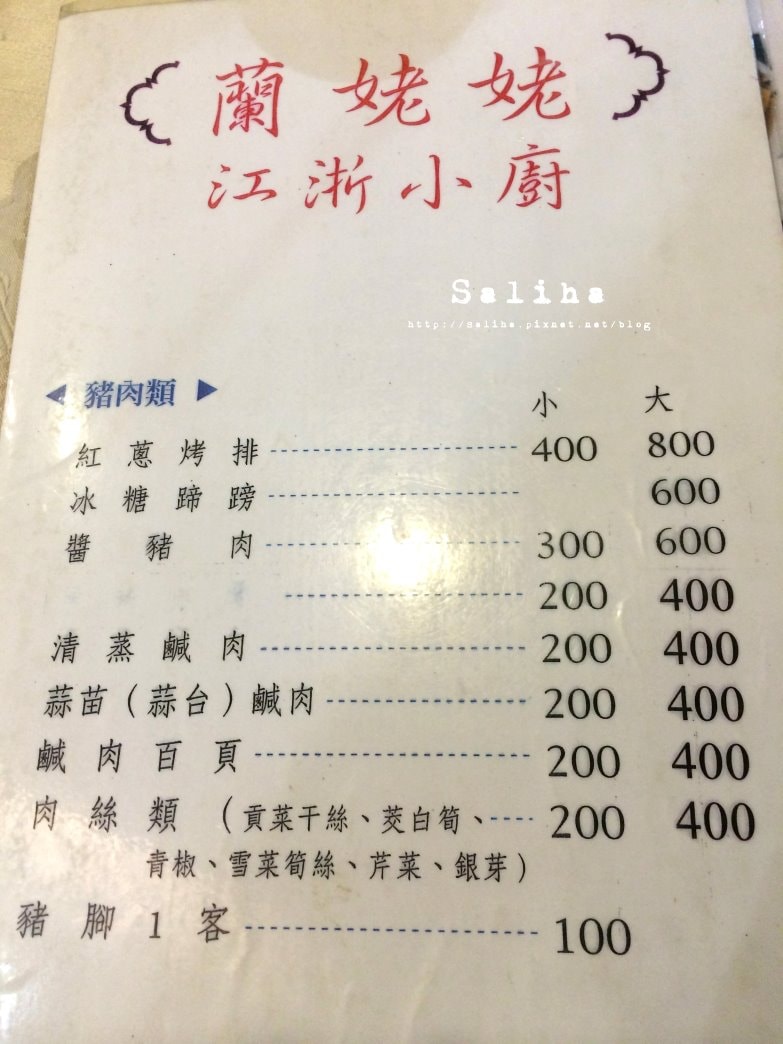 蘭姥姥
江浙小廚
Saliha
http://saliha.pixnet.net/blog
◀ 豬肉類 ▶ 小 大
紅蔥烤排 400 800
冰糖蹄膀 600
醬豬肉 300 600
200 400
清蒸鹹肉 200 400
蒜苗(蒜台)鹹肉 200 400
鹹肉百頁 200 400
肉絲類(貢菜干絲、茭白筍、 200 400
青椒、雪菜筍絲、芹菜、銀芽)
豬腳1客 100